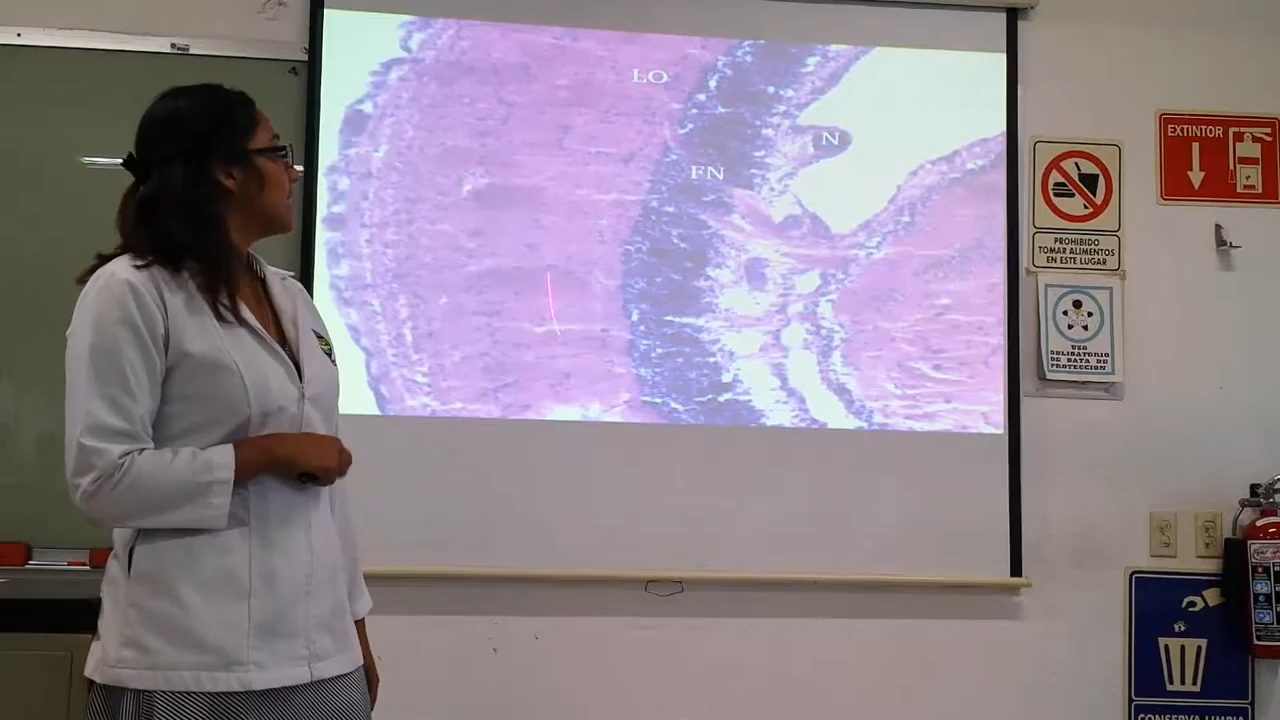 LO
N
FN
EXTINTOR
PROHIBIDO
TOMAR ALIMENTOS
EN ESTE LUGAR
USO
OBLIGATORIO
DE BATA DE
PROTECCION
CONSERVA LIMPIA